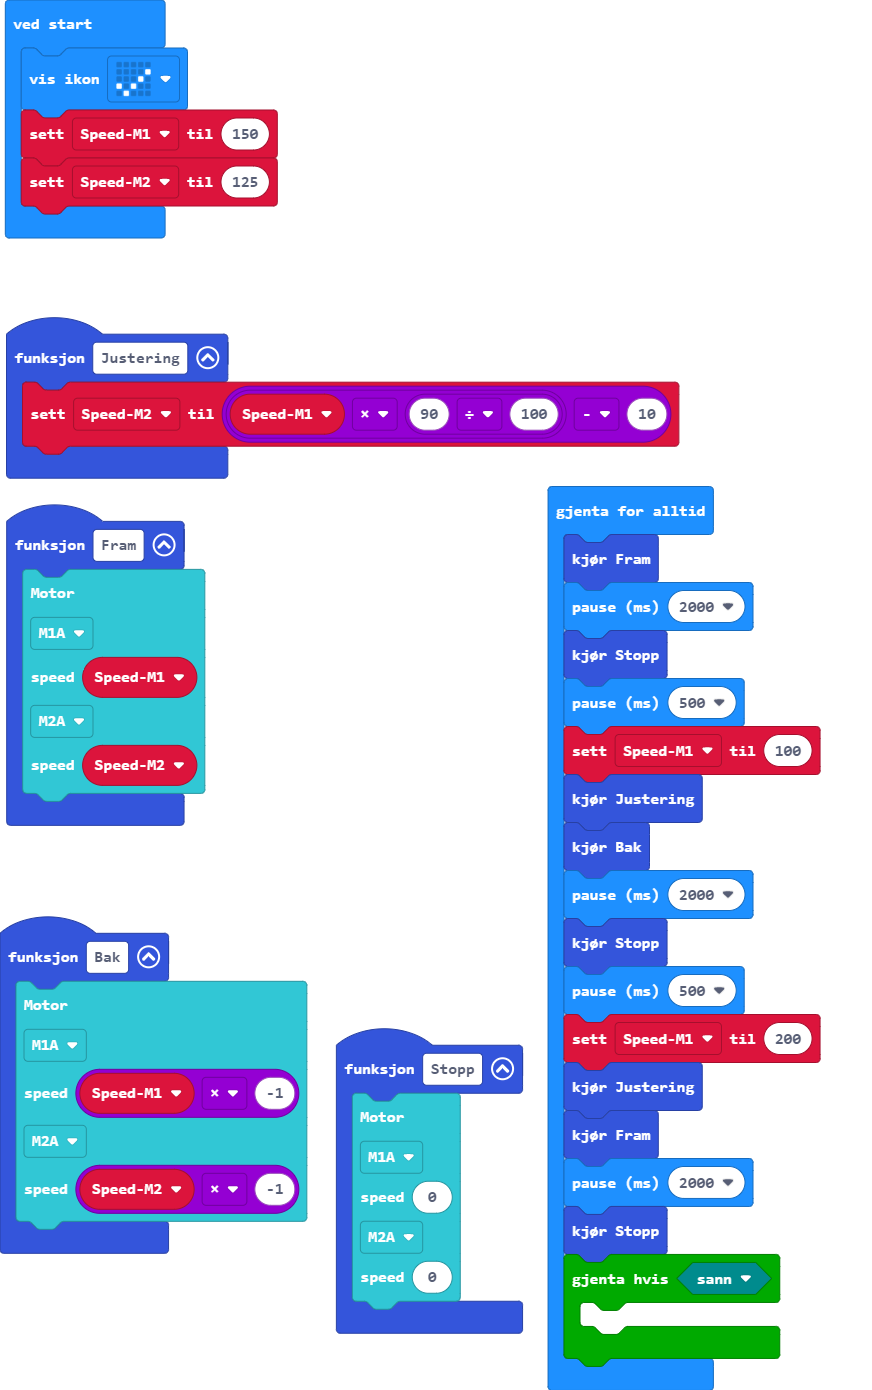 ved start
vis ikon
sett Speed-M1 til 150
sett Speed-M2 til 125
funksjon Justering
sett Speed-M2 til Speed-M1 × 90 ÷ 100 - 10
funksjon Fram
Motor
M1A
speed Speed-M1
M2A
speed Speed-M2
funksjon Bak
Motor
M1A
speed Speed-M1 × -1
M2A
speed Speed-M2 × -1
funksjon Stopp
Motor
M1A
speed 0
M2A
speed 0
gjenta for alltid
kjør Fram
pause (ms) 2000
kjør Stopp
pause (ms) 500
sett Speed-M1 til 100
kjør Justering
kjør Bak
pause (ms) 2000
kjør Stopp
pause (ms) 500
sett Speed-M1 til 200
kjør Justering
kjør Fram
pause (ms) 2000
kjør Stopp
gjenta hvis sann